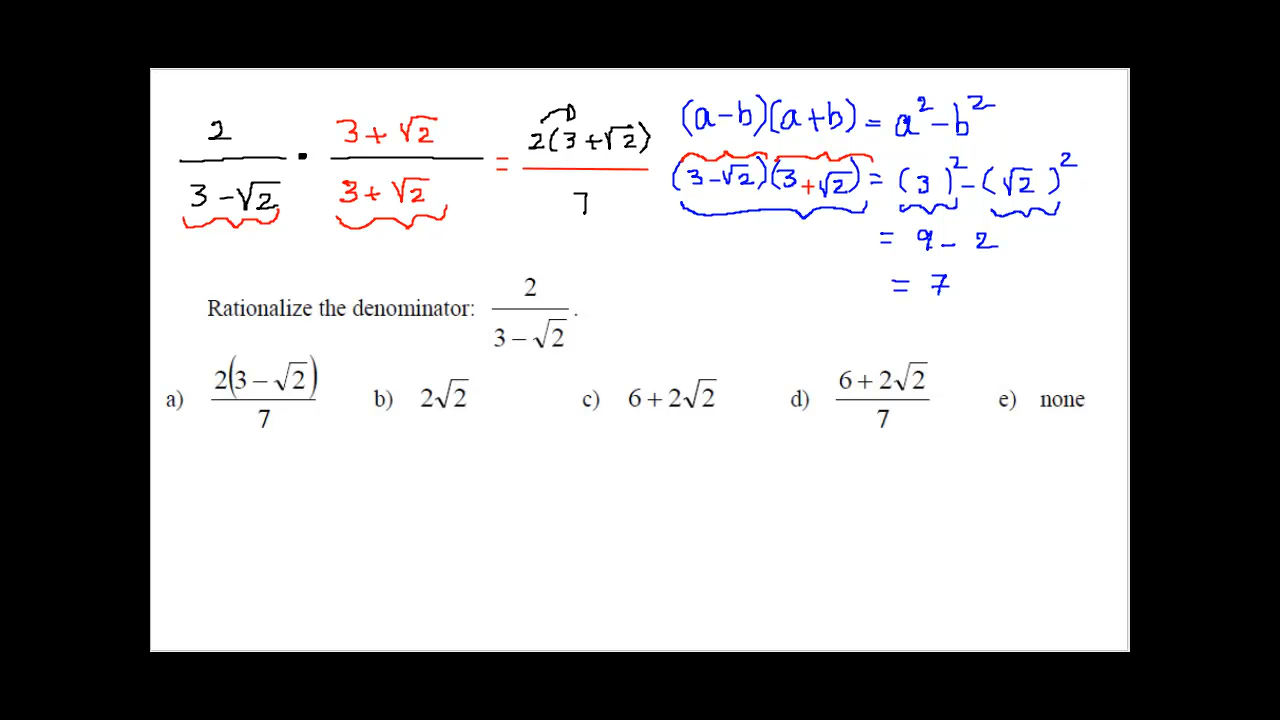 2 / (3 − √2) · (3 + √2) / (3 + √2) = 2(3 + √2) / 7
(a − b)(a + b) = a² − b²
(3 − √2)(3 + √2) = (3)² − (√2)²
= 9 − 2
= 7
Rationalize the denominator: 2 / (3 − √2).
a) 2(3 − √2) / 7 b) 2√2 c) 6 + 2√2 d) (6 + 2√2) / 7 e) none